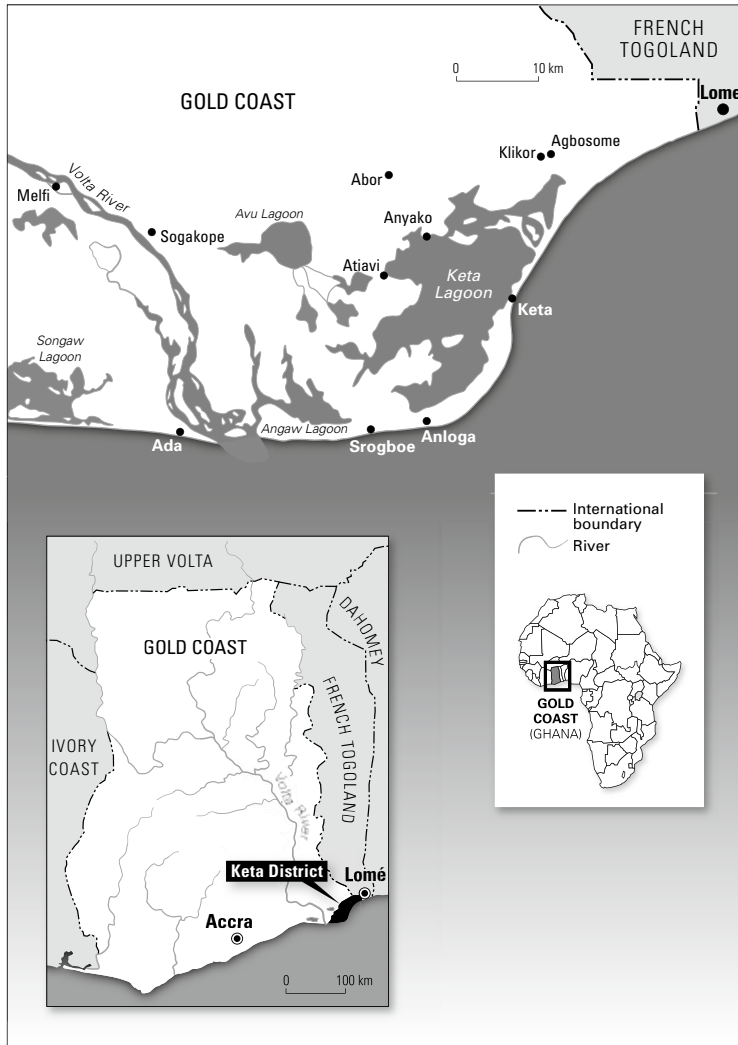 FRENCH
TOGOLAND
0 10 km
Lome
GOLD COAST
Agbosome
Klikor
Abor
Volta River
Melfi
Avu Lagoon
Anyako
Sogakope
Atiavi
Keta
Lagoon
Keta
Songaw
Lagoon
Angaw Lagoon
Anloga
Ada
Srogboe
International
boundary
River
GOLD
COAST
(GHANA)
UPPER VOLTA
DAHOMEY
GOLD COAST
FRENCH TOGOLAND
IVORY
COAST
Volta River
Keta District
Lomé
Accra
0 100 km